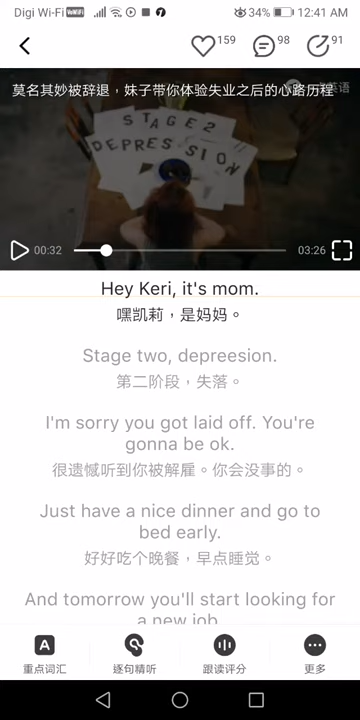 Digi Wi-Fi VoWiFi 34% 12:41 AM
159 98 91
莫名其妙被辞退，妹子带你体验失业之后的心路历程
英语
STAGE 2
DEPRESSION
00:32 03:26
Hey Keri, it's mom.
嘿凯莉，是妈妈。
Stage two, depreesion.
第二阶段，失落。
I'm sorry you got laid off. You're
gonna be ok.
很遗憾听到你被解雇。你会没事的。
Just have a nice dinner and go to
bed early.
好好吃个晚餐，早点睡觉。
And tomorrow you'll start looking for
a new job
A
重点词汇 逐句精听 跟读评分 更多